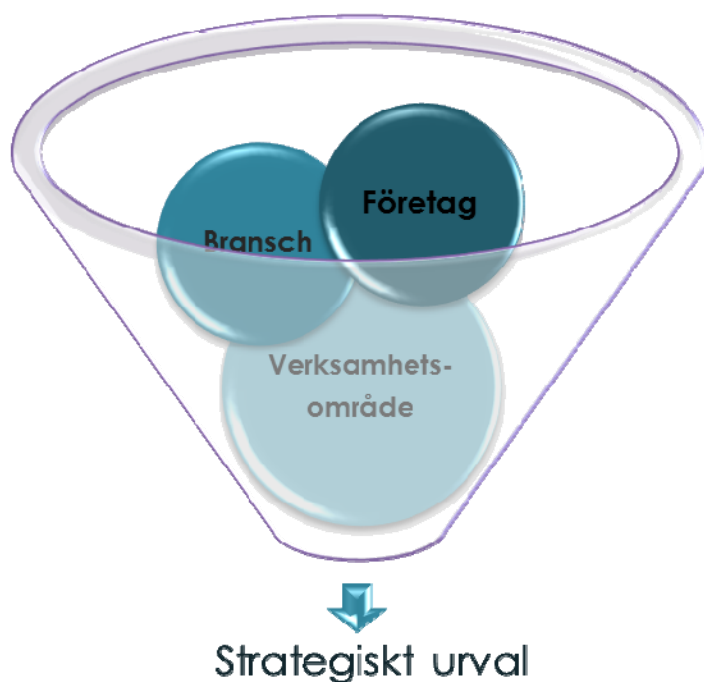 Företag
Bransch
Verksamhets-
område
Strategiskt urval